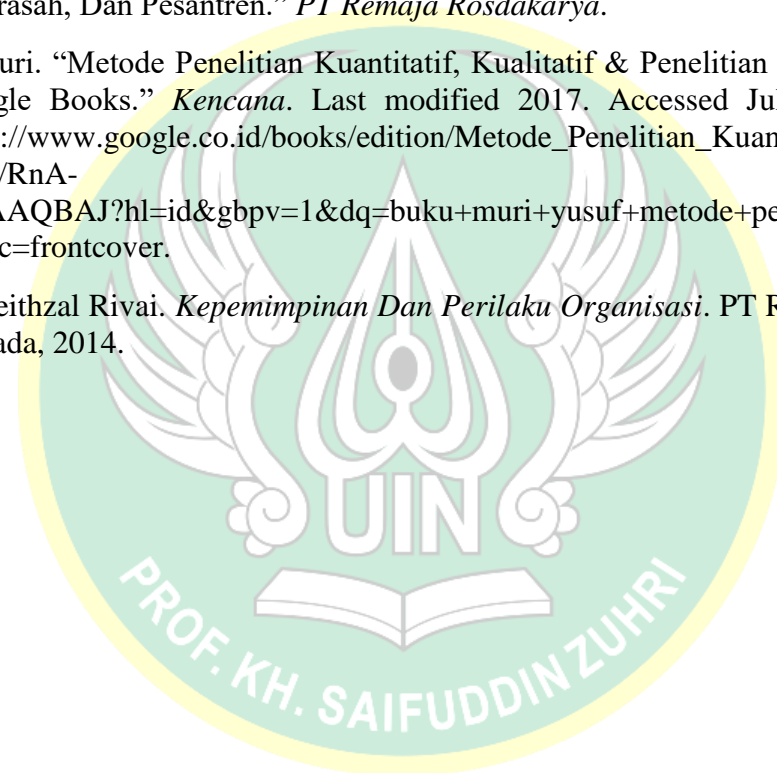 rasah, Dan Pesantren.” PT Remaja Rosdakarya.
uri. “Metode Penelitian Kuantitatif, Kualitatif & Penelitian
gle Books.” Kencana. Last modified 2017. Accessed Jul
://www.google.co.id/books/edition/Metode_Penelitian_Kuan
/RnA-
AAQBAJ?hl=id&gbpv=1&dq=buku+muri+yusuf+metode+pe
c=frontcover.
eithzal Rivai. Kepemimpinan Dan Perilaku Organisasi. PT R
ada, 2014.
UIN
PROF. KH. SAIFUDDIN ZUHRI